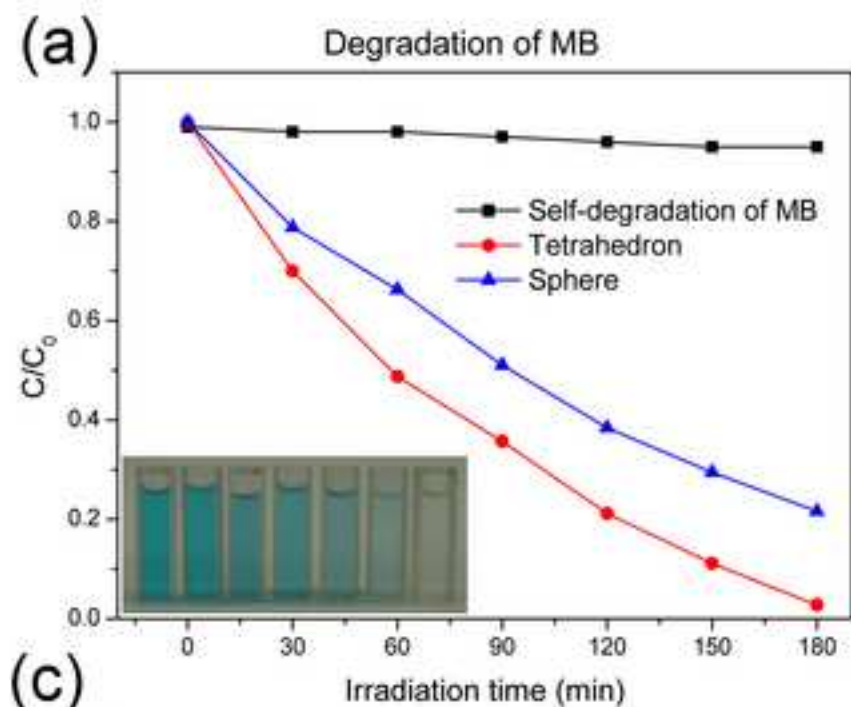 (a)
Degradation of MB
1.0
0.8
0.6
0.4
0.2
0.0
C/C₀
Self-degradation of MB
Tetrahedron
Sphere
0 30 60 90 120 150 180
Irradiation time (min)
(c)